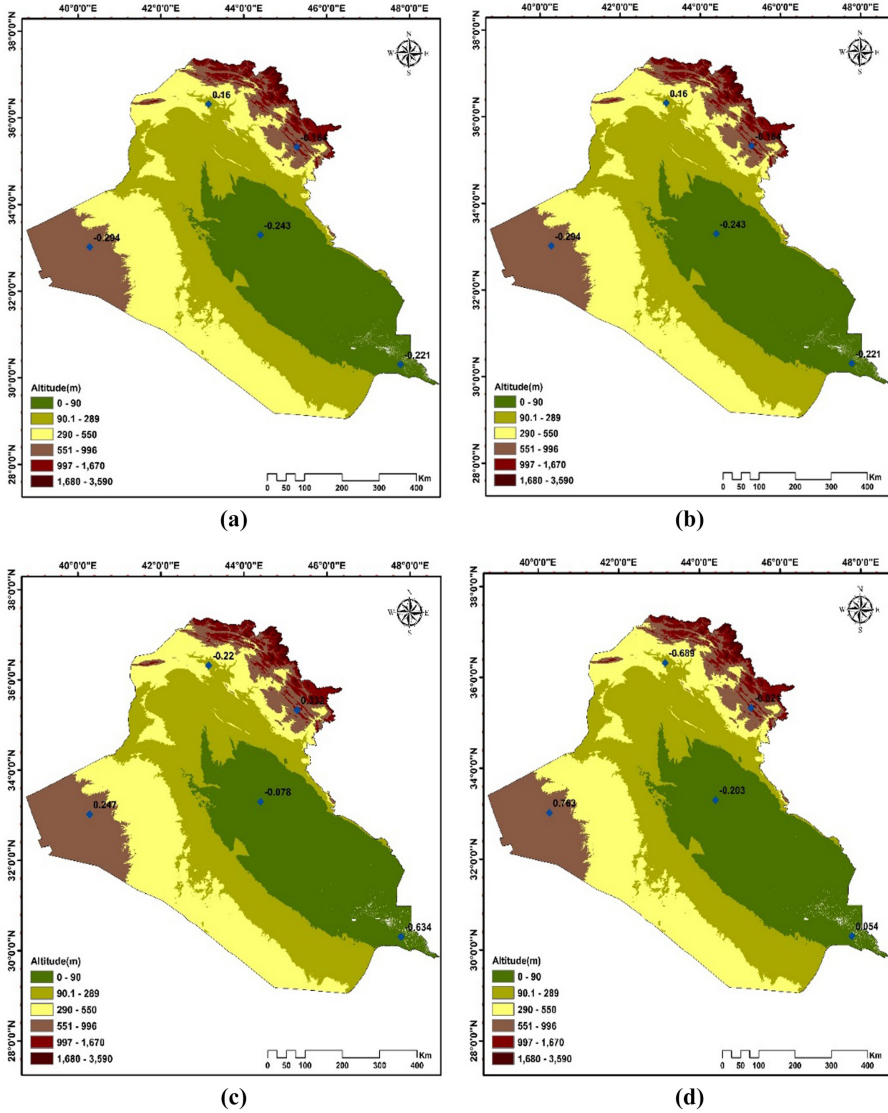 40°0'0"E 42°0'0"E 44°0'0"E 46°0'0"E 48°0'0"E
38°0'0"N
36°0'0"N
34°0'0"N
32°0'0"N
30°0'0"N
28°0'0"N
N
W E
S
0.16
-0.294
-0.243
-0.221
Altitude(m)
0 - 90
90.1 - 289
290 - 550
551 - 996
997 - 1,670
1,680 - 3,590
0 50 100 200 300 400
Km
(a)
40°0'0"E 42°0'0"E 44°0'0"E 46°0'0"E 48°0'0"E
38°0'0"N
36°0'0"N
34°0'0"N
32°0'0"N
30°0'0"N
28°0'0"N
N
W E
S
0.16
-0.294
-0.243
-0.221
Altitude(m)
0 - 90
90.1 - 289
290 - 550
551 - 996
997 - 1,670
1,680 - 3,590
0 50 100 200 300 400
Km
(b)
40°0'0"E 42°0'0"E 44°0'0"E 46°0'0"E 48°0'0"E
38°0'0"N
36°0'0"N
34°0'0"N
32°0'0"N
30°0'0"N
28°0'0"N
N
W E
S
-0.22
0.247
-0.078
-0.634
Altitude(m)
0 - 90
90.1 - 289
290 - 550
551 - 996
997 - 1,670
1,680 - 3,590
0 50 100 200 300 400
Km
(c)
40°0'0"E 42°0'0"E 44°0'0"E 46°0'0"E 48°0'0"E
38°0'0"N
36°0'0"N
34°0'0"N
32°0'0"N
30°0'0"N
28°0'0"N
N
W E
S
-0.689
0.763
-0.203
0.054
Altitude(m)
0 - 90
90.1 - 289
290 - 550
551 - 996
997 - 1,670
1,680 - 3,590
0 50 100 200 300 400
Km
(d)